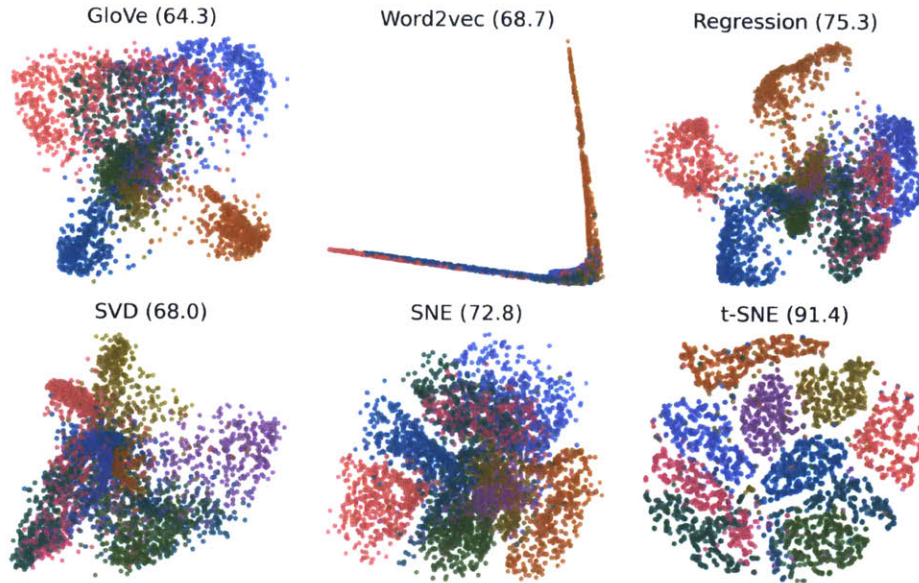 GloVe (64.3)
Word2vec (68.7)
Regression (75.3)
SVD (68.0)
SNE (72.8)
t-SNE (91.4)